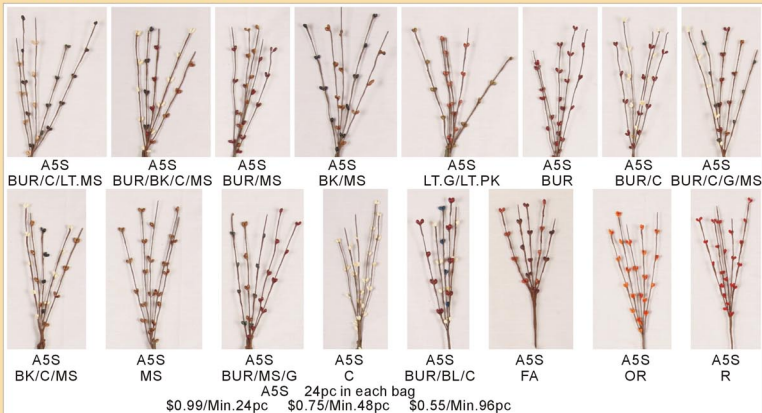 A5S A5S A5S A5S A5S A5S A5S A5S
BUR/C/LT.MS BUR/BK/C/MS BUR/MS BK/MS LT.G/LT.PK BUR BUR/C BUR/C/G/MS
A5S A5S A5S A5S A5S A5S A5S A5S
BK/C/MS MS BUR/MS/G C BUR/BL/C FA OR R
A5S 24pc in each bag
$0.99/Min.24pc $0.75/Min.48pc $0.55/Min.96pc